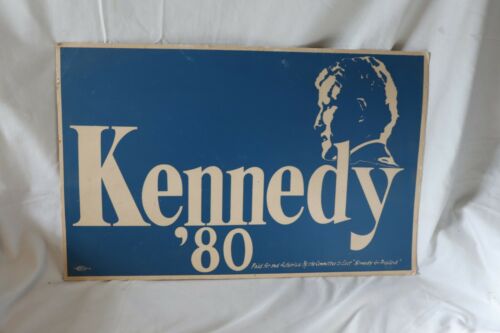 Kennedy
'80
Paid for and Authorized by the Committee to Elect "Kennedy for President"